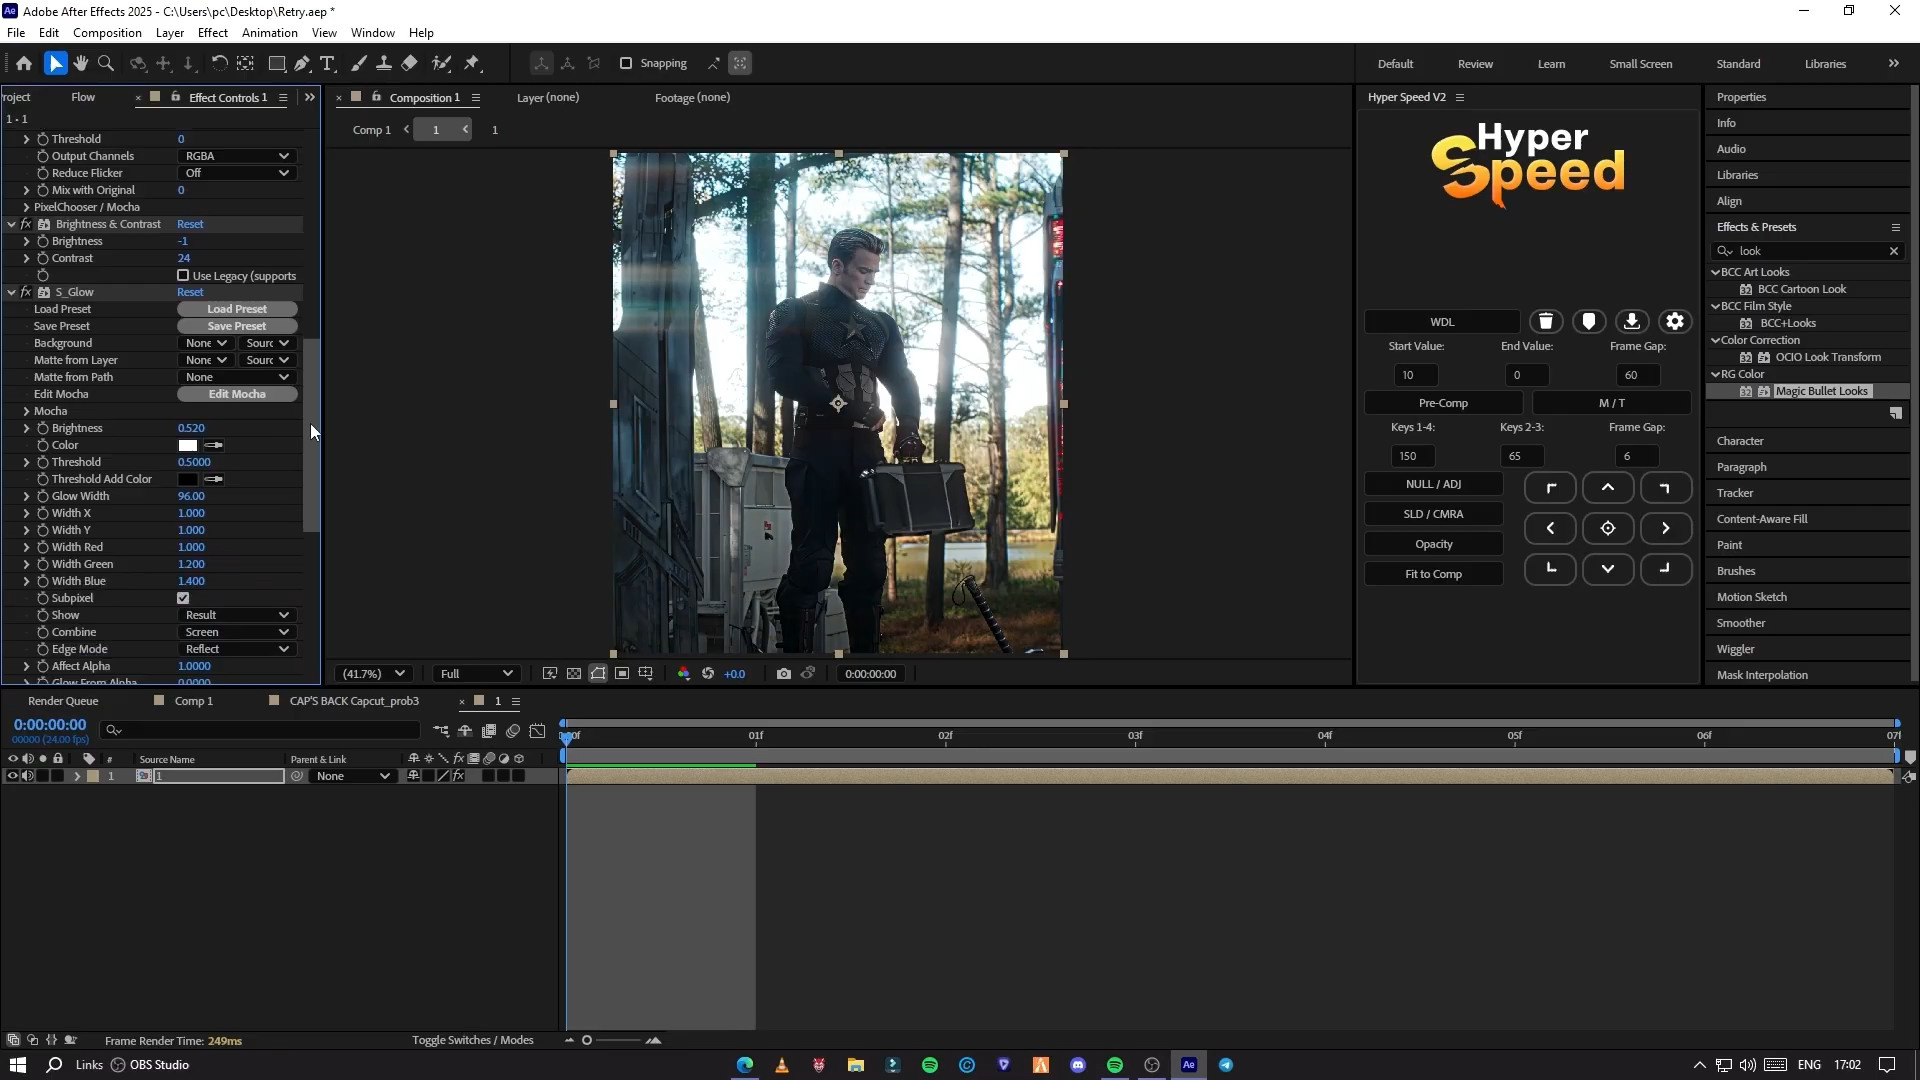 Adobe After Effects 2025 - C:\Users\pc\Desktop\Retry.aep *
File Edit Composition Layer Effect Animation View Window Help
Snapping
Default Review Learn Small Screen Standard Libraries
roject Flow Effect Controls 1
1 · 1
Threshold 0
Output Channels RGBA
Reduce Flicker Off
Mix with Original 0
PixelChooser / Mocha
fx Brightness & Contrast Reset
Brightness -1
Contrast 24
Use Legacy (supports
fx S_Glow Reset
Load Preset Load Preset
Save Preset Save Preset
Background None Sourc
Matte from Layer None Sourc
Matte from Path None
Edit Mocha Edit Mocha
Mocha
Brightness 0.520
Color
Threshold 0.5000
Threshold Add Color
Glow Width 96.00
Width X 1.000
Width Y 1.000
Width Red 1.000
Width Green 1.200
Width Blue 1.400
Subpixel
Show Result
Combine Screen
Edge Mode Reflect
Affect Alpha 1.0000
Glow From Alpha 0.0000
Composition 1 Layer (none) Footage (none)
Comp 1 1 1
(41.7%) Full +0.0 0:00:00:00
Hyper Speed V2
Hyper
Speed
WDL
Start Value: End Value: Frame Gap:
10 0 60
Pre-Comp M / T
Keys 1-4: Keys 2-3: Frame Gap:
150 65 6
NULL / ADJ
SLD / CMRA
Opacity
Fit to Comp
Properties
Info
Audio
Libraries
Align
Effects & Presets
look
BCC Art Looks
BCC Cartoon Look
BCC Film Style
BCC+Looks
Color Correction
OCIO Look Transform
RG Color
Magic Bullet Looks
Character
Paragraph
Tracker
Content-Aware Fill
Paint
Brushes
Motion Sketch
Smoother
Wiggler
Mask Interpolation
Render Queue Comp 1 CAP'S BACK Capcut_prob3 1
0:00:00:00
00000 (24.00 fps)
01f 02f 03f 04f 05f 06f 07f
# Source Name Parent & Link
1 1 None
Frame Render Time: 249ms Toggle Switches / Modes
Links OBS Studio ENG 17:02